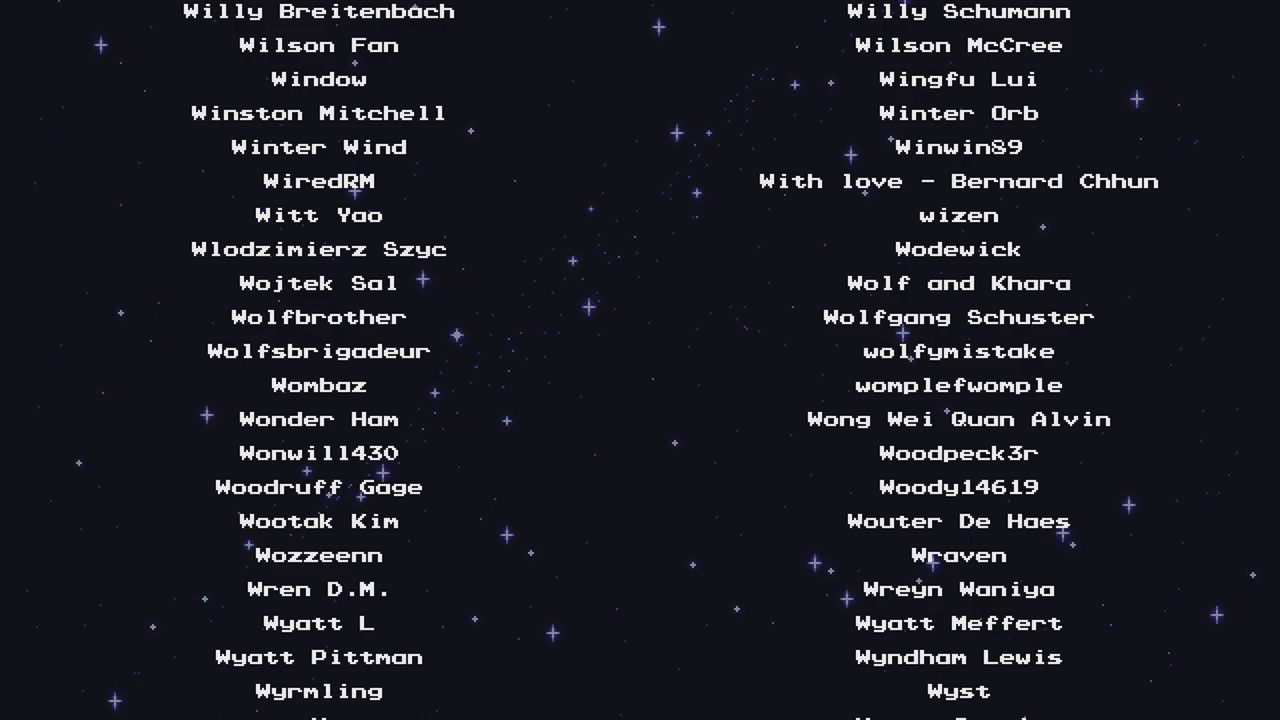 Willy Breitenbach
Willy Schumann
Wilson Fan
Wilson McCree
Window
Wingfu Lui
Winston Mitchell
Winter Orb
Winter Wind
Winwin89
WiredRM
With love - Bernard Chhun
Witt Yao
wizen
Wlodzimierz Szyc
Wodewick
Wojtek Sal
Wolf and Khara
Wolfbrother
Wolfgang Schuster
Wolfsbrigadeur
wolfymistake
Wombaz
womplefwomple
Wonder Ham
Wong Wei Quan Alvin
Wonwill430
Woodpeck3r
Woodruff Gage
Woody14619
Wootak Kim
Wouter De Haes
Wozzeenn
Wraven
Wren D.M.
Wreyn Waniya
Wyatt L
Wyatt Meffert
Wyatt Pittman
Wyndham Lewis
Wyrmling
Wyst